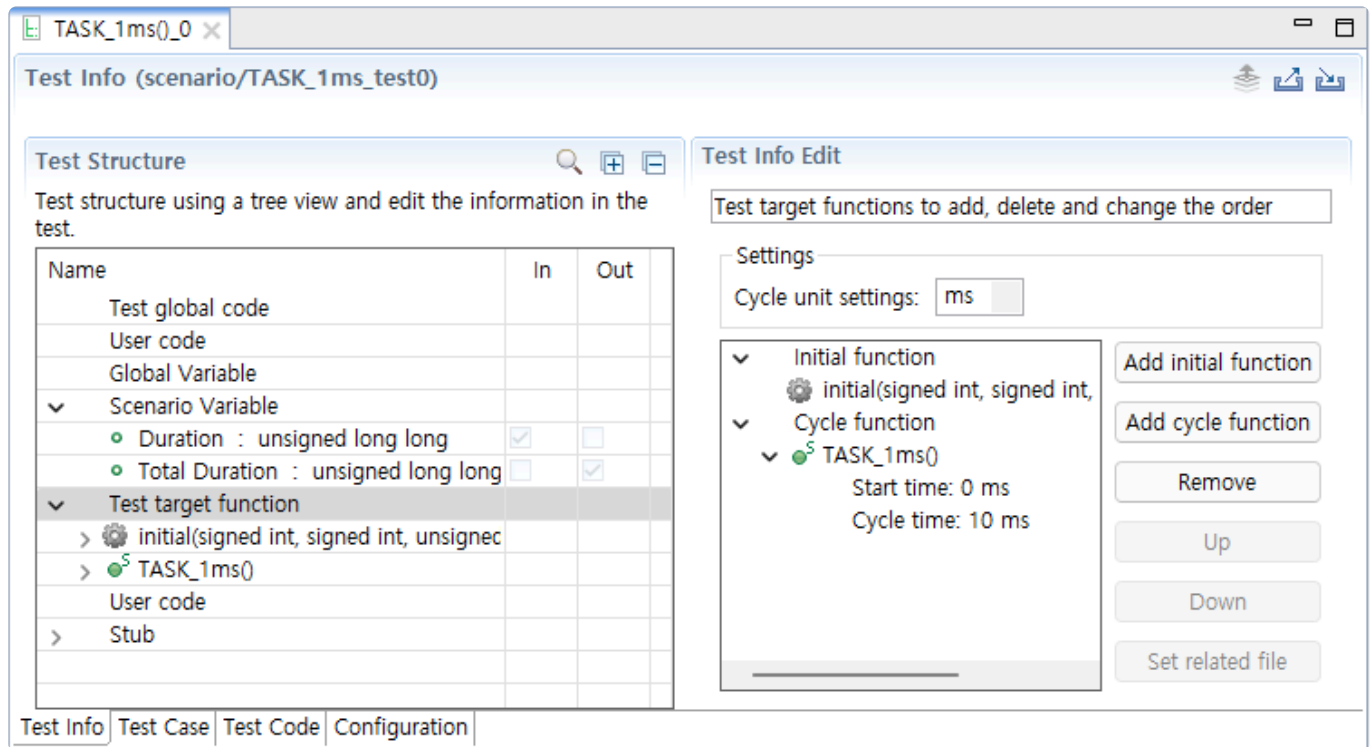 TASK_1ms()_0
Test Info (scenario/TASK_1ms_test0)
Test Structure
Test structure using a tree view and edit the information in the
test.
Name In Out
Test global code
User code
Global Variable
Scenario Variable
Duration : unsigned long long
Total Duration : unsigned long long
Test target function
initial(signed int, signed int, unsignec
TASK_1ms()
User code
Stub
Test Info Edit
Test target functions to add, delete and change the order
Settings
Cycle unit settings: ms
Initial function
initial(signed int, signed int,
Cycle function
TASK_1ms()
Start time: 0 ms
Cycle time: 10 ms
Add initial function
Add cycle function
Remove
Up
Down
Set related file
Test Info Test Case Test Code Configuration